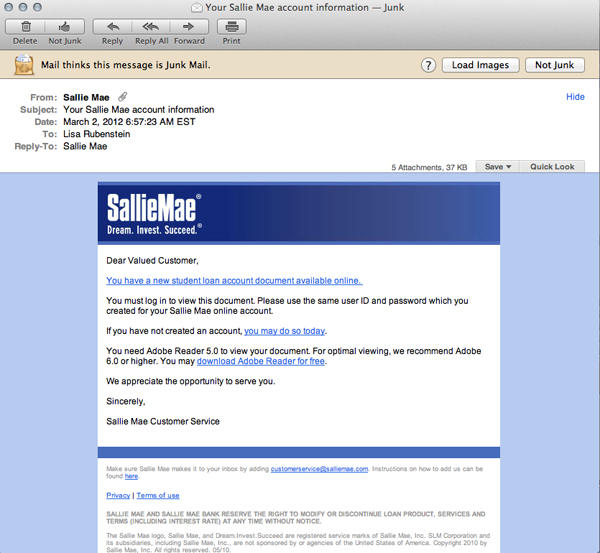 Your Sallie Mae account information — Junk
Delete Not Junk Reply Reply All Forward Print
Mail thinks this message is Junk Mail. ? Load Images Not Junk
From: Sallie Mae Hide
Subject: Your Sallie Mae account information
Date: March 2, 2012 6:57:23 AM EST
To: Lisa Rubenstein
Reply-To: Sallie Mae
5 Attachments, 37 KB Save Quick Look
SallieMae®
Dream. Invest. Succeed.®
Dear Valued Customer,
You have a new student loan account document available online.
You must log in to view this document. Please use the same user ID and password which you
created for your Sallie Mae online account.
If you have not created an account, you may do so today.
You need Adobe Reader 5.0 to view your document. For optimal viewing, we recommend Adobe
6.0 or higher. You may download Adobe Reader for free.
We appreciate the opportunity to serve you.
Sincerely,
Sallie Mae Customer Service
Make sure Sallie Mae makes it to your inbox by adding customerservice@salliemae.com. Instructions on how to add us can be
found here.
Privacy | Terms of use
SALLIE MAE AND SALLIE MAE BANK RESERVE THE RIGHT TO MODIFY OR DISCONTINUE LOAN PRODUCT, SERVICES AND
TERMS (INCLUDING INTEREST RATE) AT ANY TIME WITHOUT NOTICE.
The Sallie Mae logo, Sallie Mae, and Dream.Invest.Succeed are registered service marks of Sallie Mae, Inc. SLM Corporation and
its subsidiaries, including Sallie Mae, Inc., are not sponsored by or agencies of the United States of America. Copyright 2010 by
Sallie Mae, Inc. All rights reserved. 05/10.